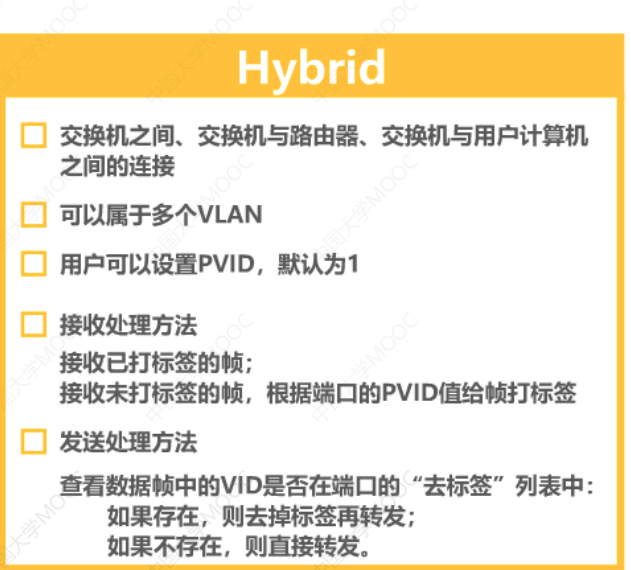 Hybrid
交换机之间、交换机与路由器、交换机与用户计算机
之间的连接
可以属于多个VLAN
用户可以设置PVID，默认为1
接收处理方法
接收已打标签的帧；
接收未打标签的帧，根据端口的PVID值给帧打标签
发送处理方法
查看数据帧中的VID是否在端口的“去标签”列表中：
如果存在，则去掉标签再转发；
如果不存在，则直接转发。
中国大学MOOC